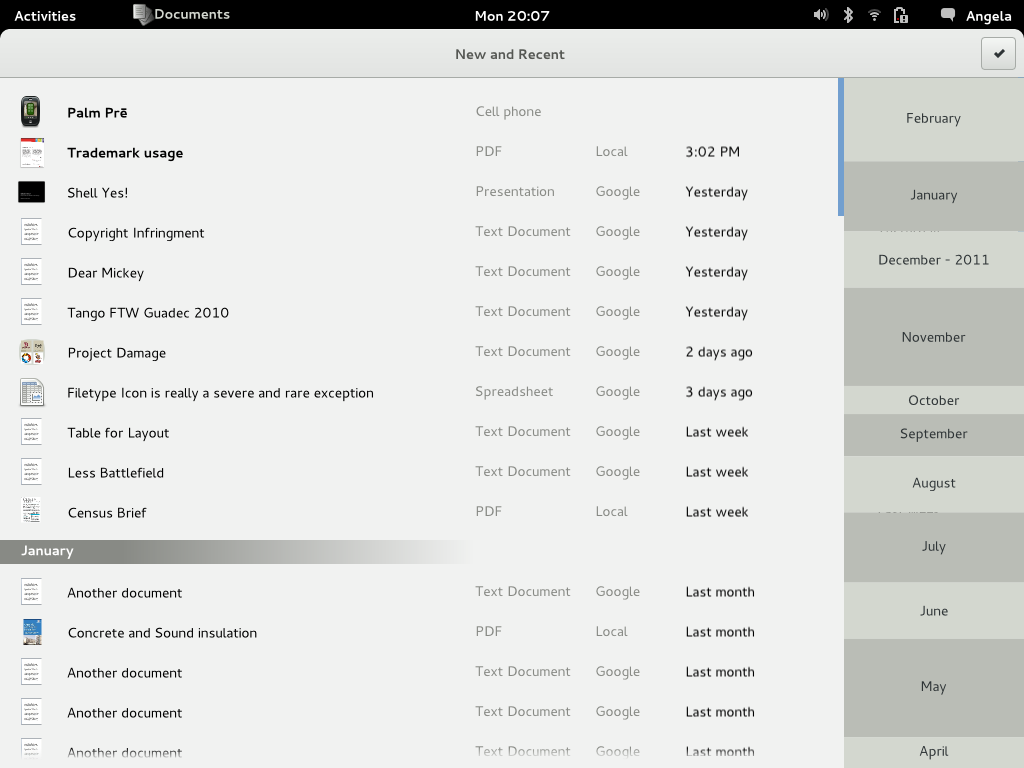 Activities Documents Mon 20:07 Angela
New and Recent
Palm Prē Cell phone
Trademark usage PDF Local 3:02 PM
Shell Yes! Presentation Google Yesterday
Copyright Infringment Text Document Google Yesterday
Dear Mickey Text Document Google Yesterday
Tango FTW Guadec 2010 Text Document Google Yesterday
Project Damage Text Document Google 2 days ago
Filetype Icon is really a severe and rare exception Spreadsheet Google 3 days ago
Table for Layout Text Document Google Last week
Less Battlefield Text Document Google Last week
Census Brief PDF Local Last week
January
Another document Text Document Google Last month
Concrete and Sound insulation PDF Local Last month
Another document Text Document Google Last month
Another document Text Document Google Last month
Another document Text Document Google Last month
February
January
December - 2011
November
October
September
August
July
June
May
April